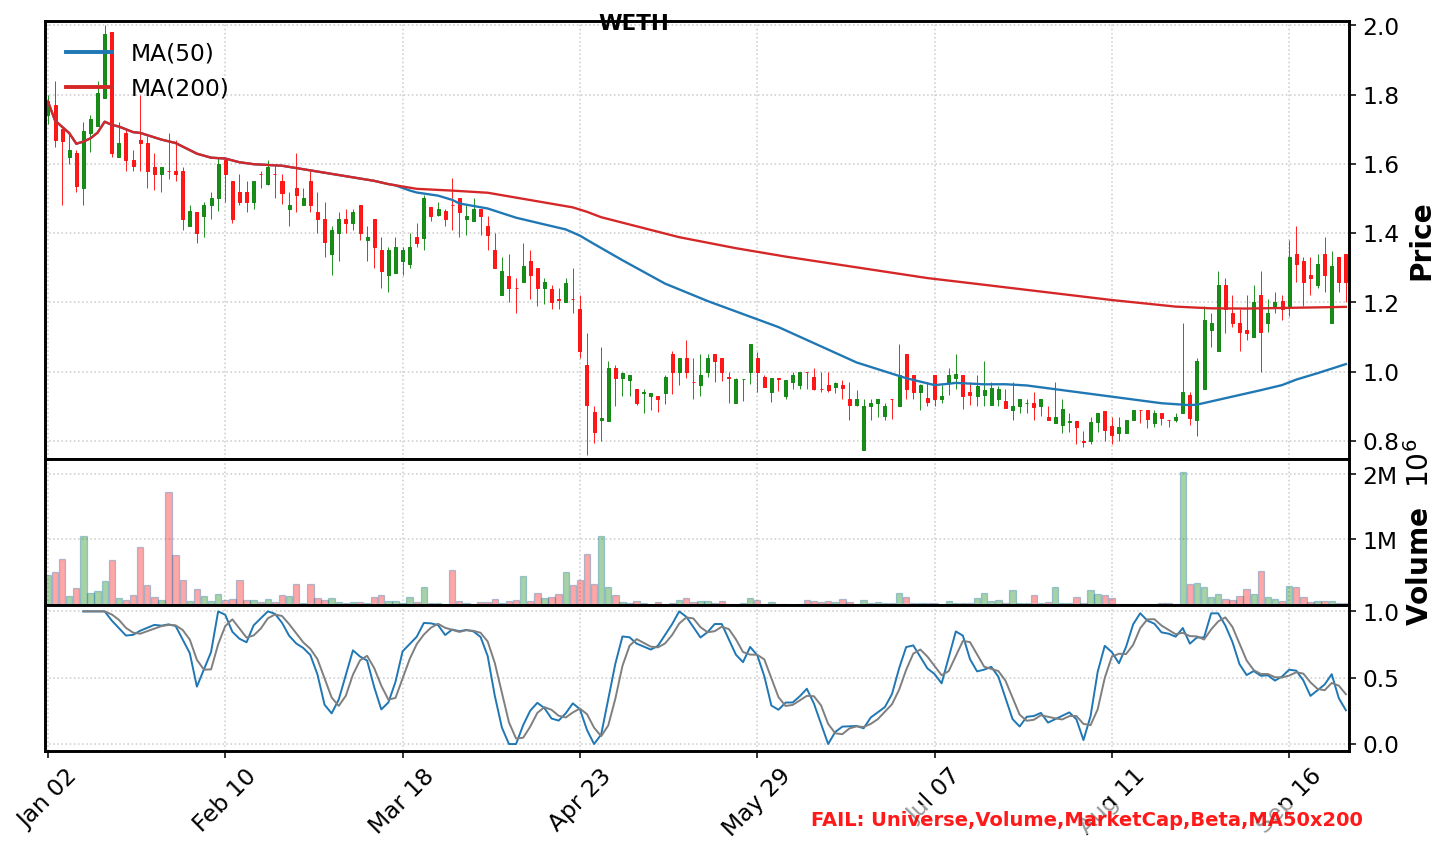 WETH
MA(50)
MA(200)
2.0
1.8
1.6
1.4
1.2
1.0
0.8
Price
2M
1M
Volume 10⁶
1.0
0.5
0.0
Jan 02
Feb 10
Mar 18
Apr 23
May 29
Jul 07
Aug 11
Sep 16
FAIL: Universe,Volume,MarketCap,Beta,MA50x200